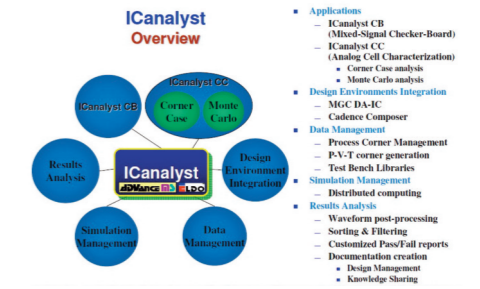 ICanalyst
Overview
ICanalyst CB
ICanalyst CC
Corner
Case
Monte
Carlo
Results
Analysis
ICanalyst
ADVANCE MS ELDO
Design
Environment
Integration
Simulation
Management
Data
Management
Applications
— ICanalyst CB
(Mixed-Signal Checker-Board)
— ICanalyst CC
(Analog Cell Characterization)
Corner Case analysis
Monte Carlo analysis
Design Environments Integration
— MGC DA-IC
— Cadence Composer
Data Management
— Process Corner Management
— P-V-T corner generation
— Test Bench Libraries
Simulation Management
— Distributed computing
Results Analysis
— Waveform post-processing
— Sorting & Filtering
— Customized Pass/Fail reports
— Documentation creation
Design Management
Knowledge Sharing